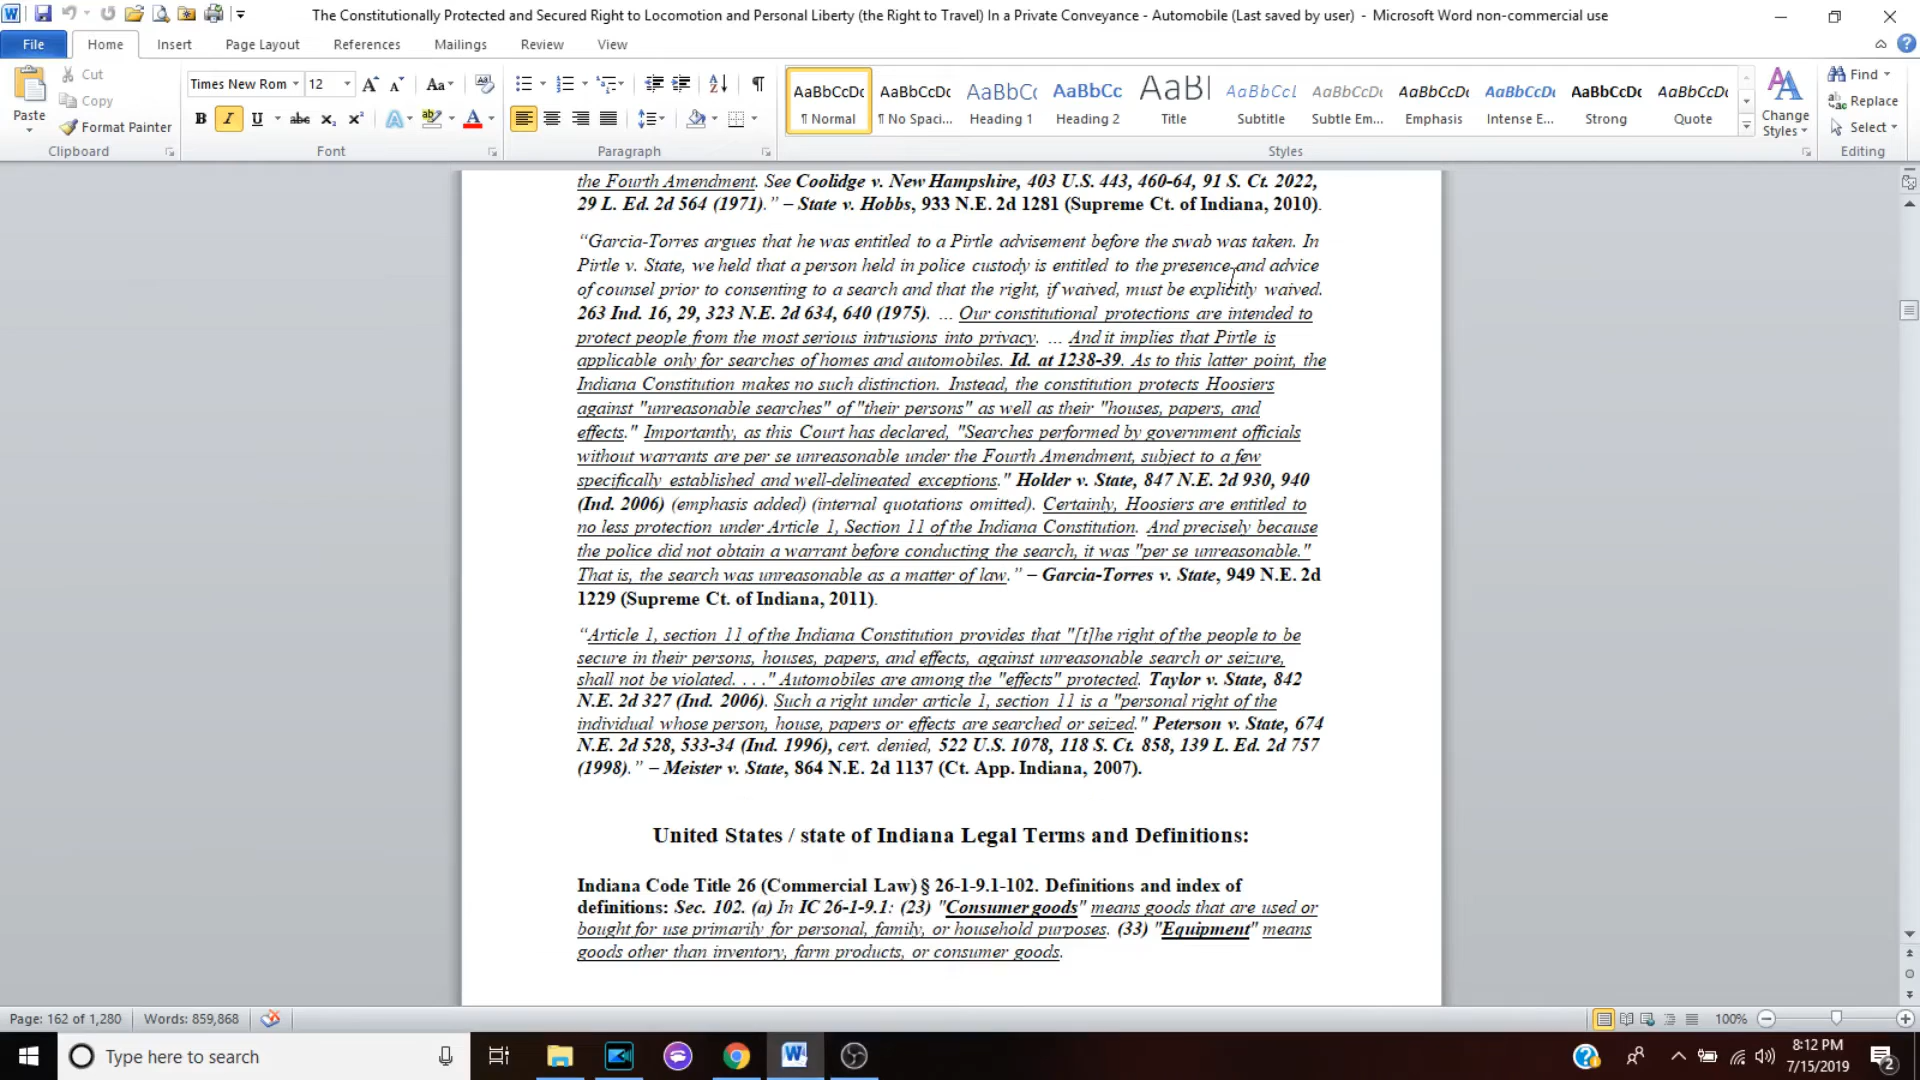 The Constitutionally Protected and Secured Right to Locomotion and Personal Liberty (the Right to Travel) In a Private Conveyance - Automobile (Last saved by user) - Microsoft Word non-commercial use
File Home Insert Page Layout References Mailings Review View
Cut
Copy
Format Painter
Paste
Clipboard
Times New Rom 12
Font
Paragraph
AaBbCcDc AaBbCcDc AaBbCc AaBbCc AaBl AaBbCcL AaBbCcDc AaBbCcDc AaBbCcDc AaBbCcDc AaBbCcDc
¶ Normal ¶ No Spaci... Heading 1 Heading 2 Title Subtitle Subtle Em... Emphasis Intense E... Strong Quote
Styles
Change
Styles
Find
Replace
Select
Editing
the Fourth Amendment. See Coolidge v. New Hampshire, 403 U.S. 443, 460-64, 91 S. Ct. 2022,
29 L. Ed. 2d 564 (1971).” – State v. Hobbs, 933 N.E. 2d 1281 (Supreme Ct. of Indiana, 2010).
“Garcia-Torres argues that he was entitled to a Pirtle advisement before the swab was taken. In
Pirtle v. State, we held that a person held in police custody is entitled to the presence and advice
of counsel prior to consenting to a search and that the right, if waived, must be explicitly waived.
263 Ind. 16, 29, 323 N.E. 2d 634, 640 (1975). ... Our constitutional protections are intended to
protect people from the most serious intrusions into privacy. ... And it implies that Pirtle is
applicable only for searches of homes and automobiles. Id. at 1238-39. As to this latter point, the
Indiana Constitution makes no such distinction. Instead, the constitution protects Hoosiers
against "unreasonable searches" of "their persons" as well as their "houses, papers, and
effects." Importantly, as this Court has declared, "Searches performed by government officials
without warrants are per se unreasonable under the Fourth Amendment, subject to a few
specifically established and well-delineated exceptions." Holder v. State, 847 N.E. 2d 930, 940
(Ind. 2006) (emphasis added) (internal quotations omitted). Certainly, Hoosiers are entitled to
no less protection under Article 1, Section 11 of the Indiana Constitution. And precisely because
the police did not obtain a warrant before conducting the search, it was "per se unreasonable."
That is, the search was unreasonable as a matter of law.” – Garcia-Torres v. State, 949 N.E. 2d
1229 (Supreme Ct. of Indiana, 2011).
“Article 1, section 11 of the Indiana Constitution provides that "[t]he right of the people to be
secure in their persons, houses, papers, and effects, against unreasonable search or seizure,
shall not be violated. . . ." Automobiles are among the "effects" protected. Taylor v. State, 842
N.E. 2d 327 (Ind. 2006). Such a right under article 1, section 11 is a "personal right of the
individual whose person, house, papers or effects are searched or seized." Peterson v. State, 674
N.E. 2d 528, 533-34 (Ind. 1996), cert. denied, 522 U.S. 1078, 118 S. Ct. 858, 139 L. Ed. 2d 757
(1998).” – Meister v. State, 864 N.E. 2d 1137 (Ct. App. Indiana, 2007).
United States / state of Indiana Legal Terms and Definitions:
Indiana Code Title 26 (Commercial Law) § 26-1-9.1-102. Definitions and index of
definitions: Sec. 102. (a) In IC 26-1-9.1: (23) "Consumer goods" means goods that are used or
bought for use primarily for personal, family, or household purposes. (33) "Equipment" means
goods other than inventory, farm products, or consumer goods.
Page: 162 of 1,280 Words: 859,868 100%
Type here to search
8:12 PM
7/15/2019
2